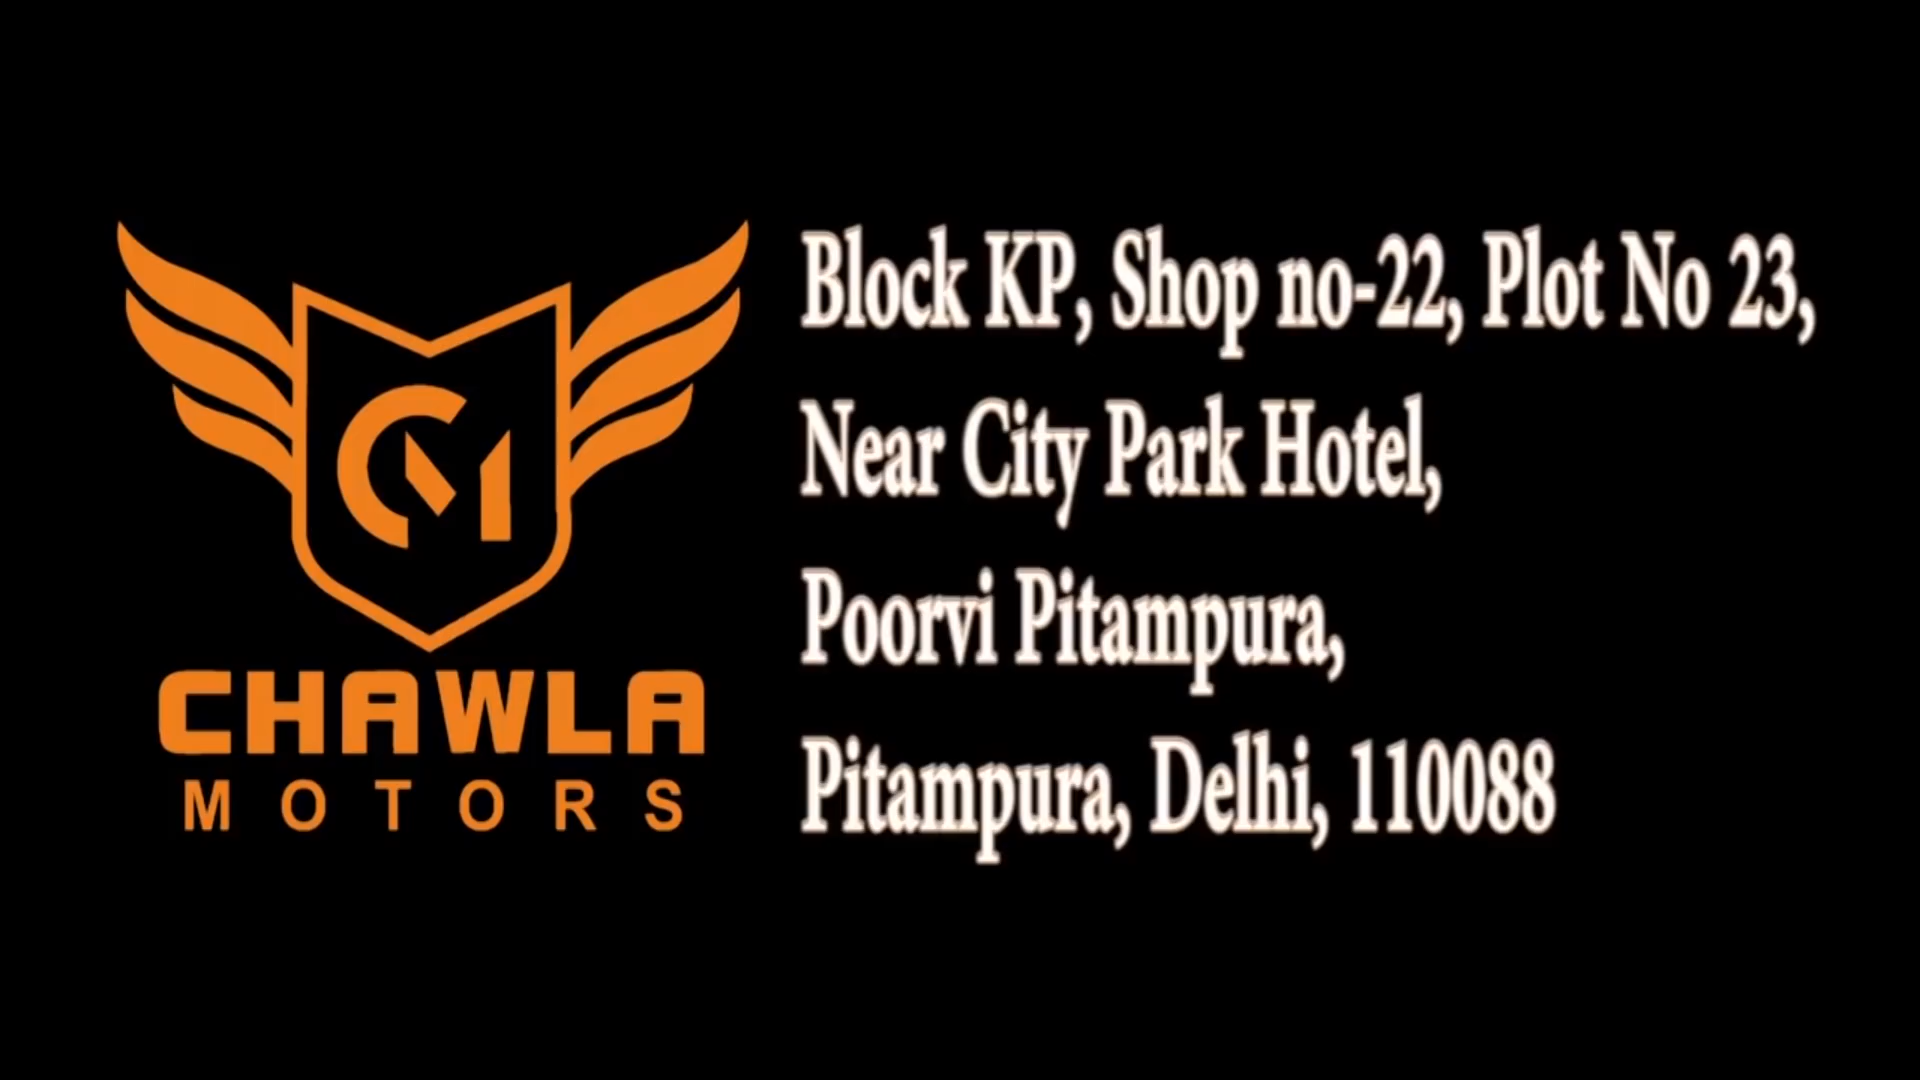 CM
CHAWLA
MOTORS
Block KP, Shop no-22, Plot No 23,
Near City Park Hotel,
Poorvi Pitampura,
Pitampura, Delhi, 110088